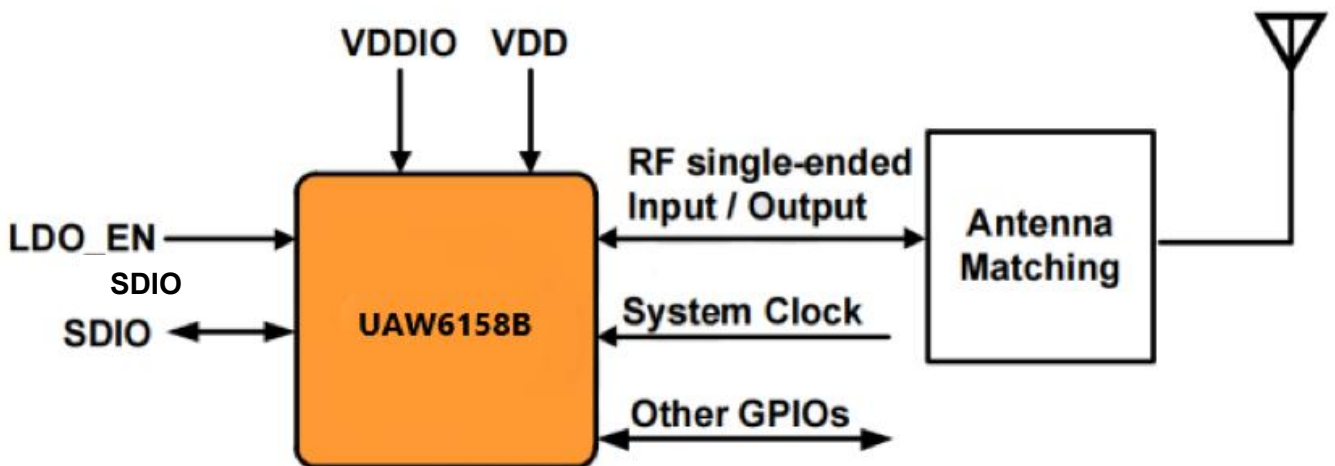 VDDIO VDD
RF single-ended
Input / Output
LDO_EN
SDIO
SDIO
UAW6158B
System Clock
Other GPIOs
Antenna
Matching